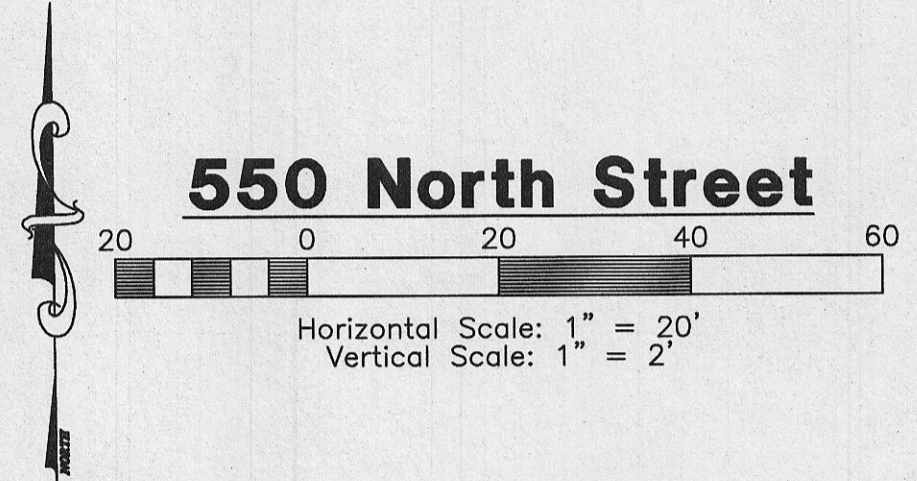 550 North Street
20 0 20 40 60
Horizontal Scale: 1" = 20'
Vertical Scale: 1" = 2'
NORTH